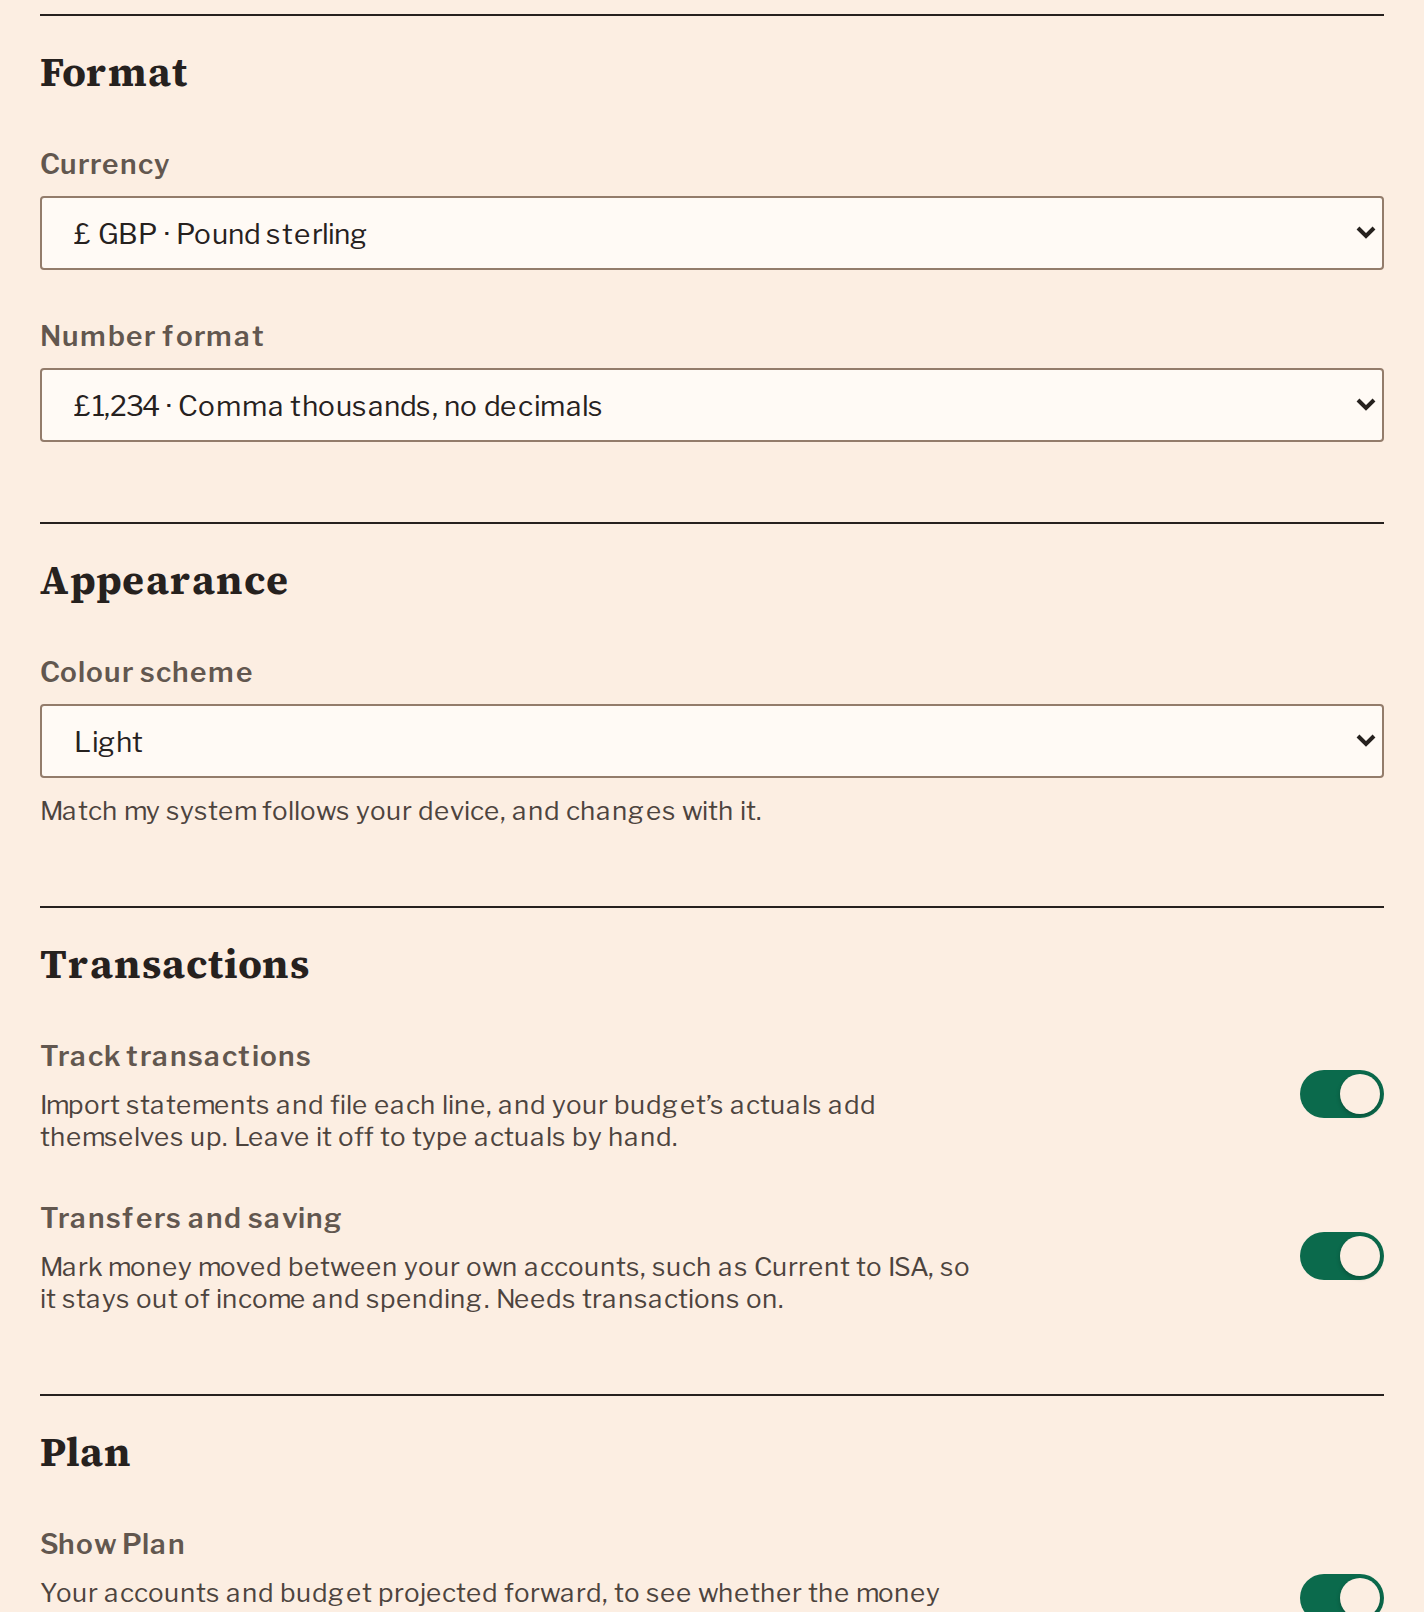 Format
Currency
£ GBP · Pound sterling
Number format
£1,234 · Comma thousands, no decimals
Appearance
Colour scheme
Light
Match my system follows your device, and changes with it.
Transactions
Track transactions
Import statements and file each line, and your budget’s actuals add
themselves up. Leave it off to type actuals by hand.
Transfers and saving
Mark money moved between your own accounts, such as Current to ISA, so
it stays out of income and spending. Needs transactions on.
Plan
Show Plan
Your accounts and budget projected forward, to see whether the money